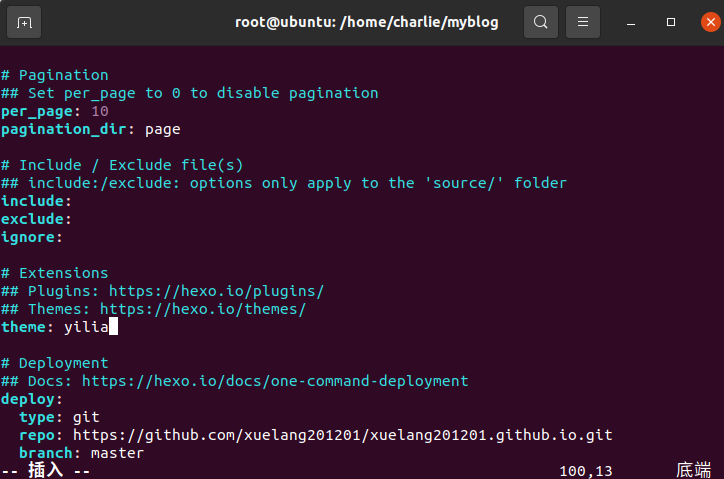 root@ubuntu: /home/charlie/myblog
# Pagination
## Set per_page to 0 to disable pagination
per_page: 10
pagination_dir: page
# Include / Exclude file(s)
## include:/exclude: options only apply to the 'source/' folder
include:
exclude:
ignore:
# Extensions
## Plugins: https://hexo.io/plugins/
## Themes: https://hexo.io/themes/
theme: yilia
# Deployment
## Docs: https://hexo.io/docs/one-command-deployment
deploy:
  type: git
  repo: https://github.com/xuelang201201/xuelang201201.github.io.git
  branch: master
-- 插入 -- 100,13 底端